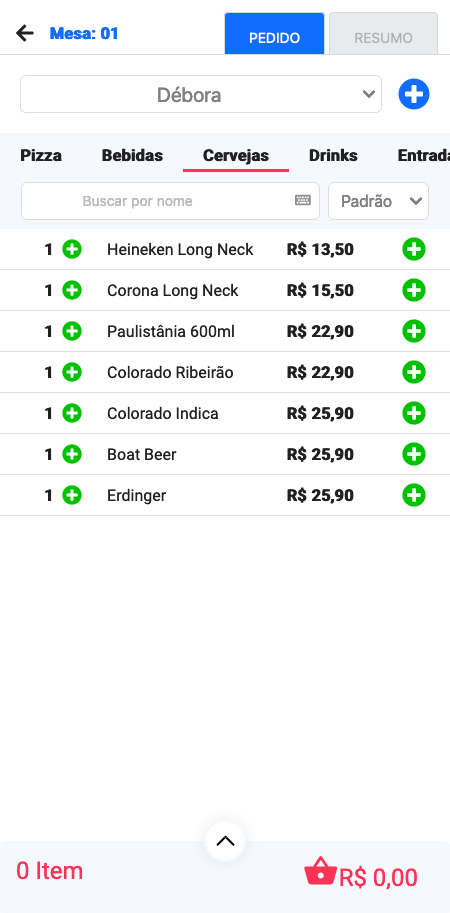 Mesa: 01 PEDIDO RESUMO
Débora
Pizza Bebidas Cervejas Drinks Entrada
Buscar por nome Padrão
1 Heineken Long Neck R$ 13,50
1 Corona Long Neck R$ 15,50
1 Paulistânia 600ml R$ 22,90
1 Colorado Ribeirão R$ 22,90
1 Colorado Indica R$ 25,90
1 Boat Beer R$ 25,90
1 Erdinger R$ 25,90
0 Item R$ 0,00